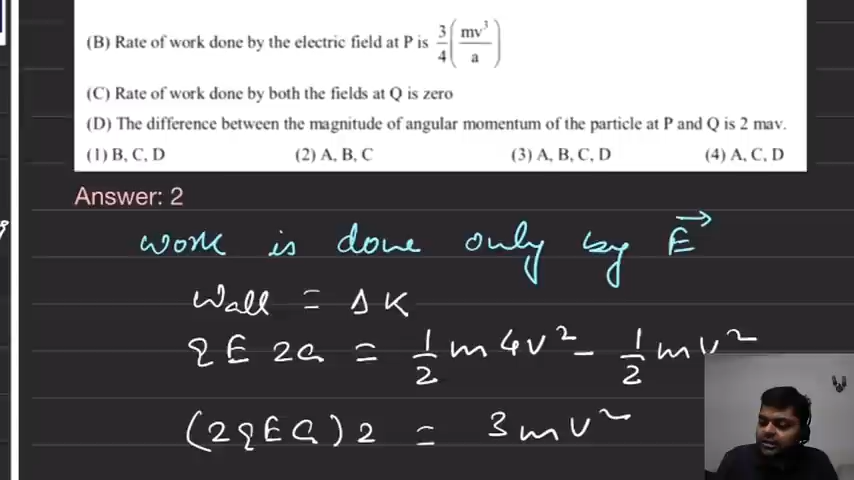 (B) Rate of work done by the electric field at P is 3/4 (mv³/a)
(C) Rate of work done by both the fields at Q is zero
(D) The difference between the magnitude of angular momentum of the particle at P and Q is 2 mav.
(1) B, C, D (2) A, B, C (3) A, B, C, D (4) A, C, D
Answer: 2
work is done only by E⃗
Wall = Δ K
qE 2a = 1/2 m 4v² - 1/2 mv²
(2qEa) 2 = 3mv²